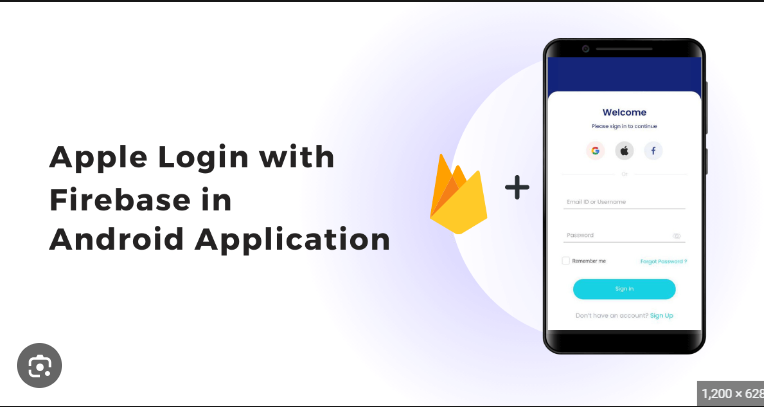 Apple Login with
Firebase in
Android Application
Welcome
Please sign in to continue
Email ID or Username
Password
Remember me
Forgot Password ?
Sign in
Don't have an account? Sign Up
1,200 × 628